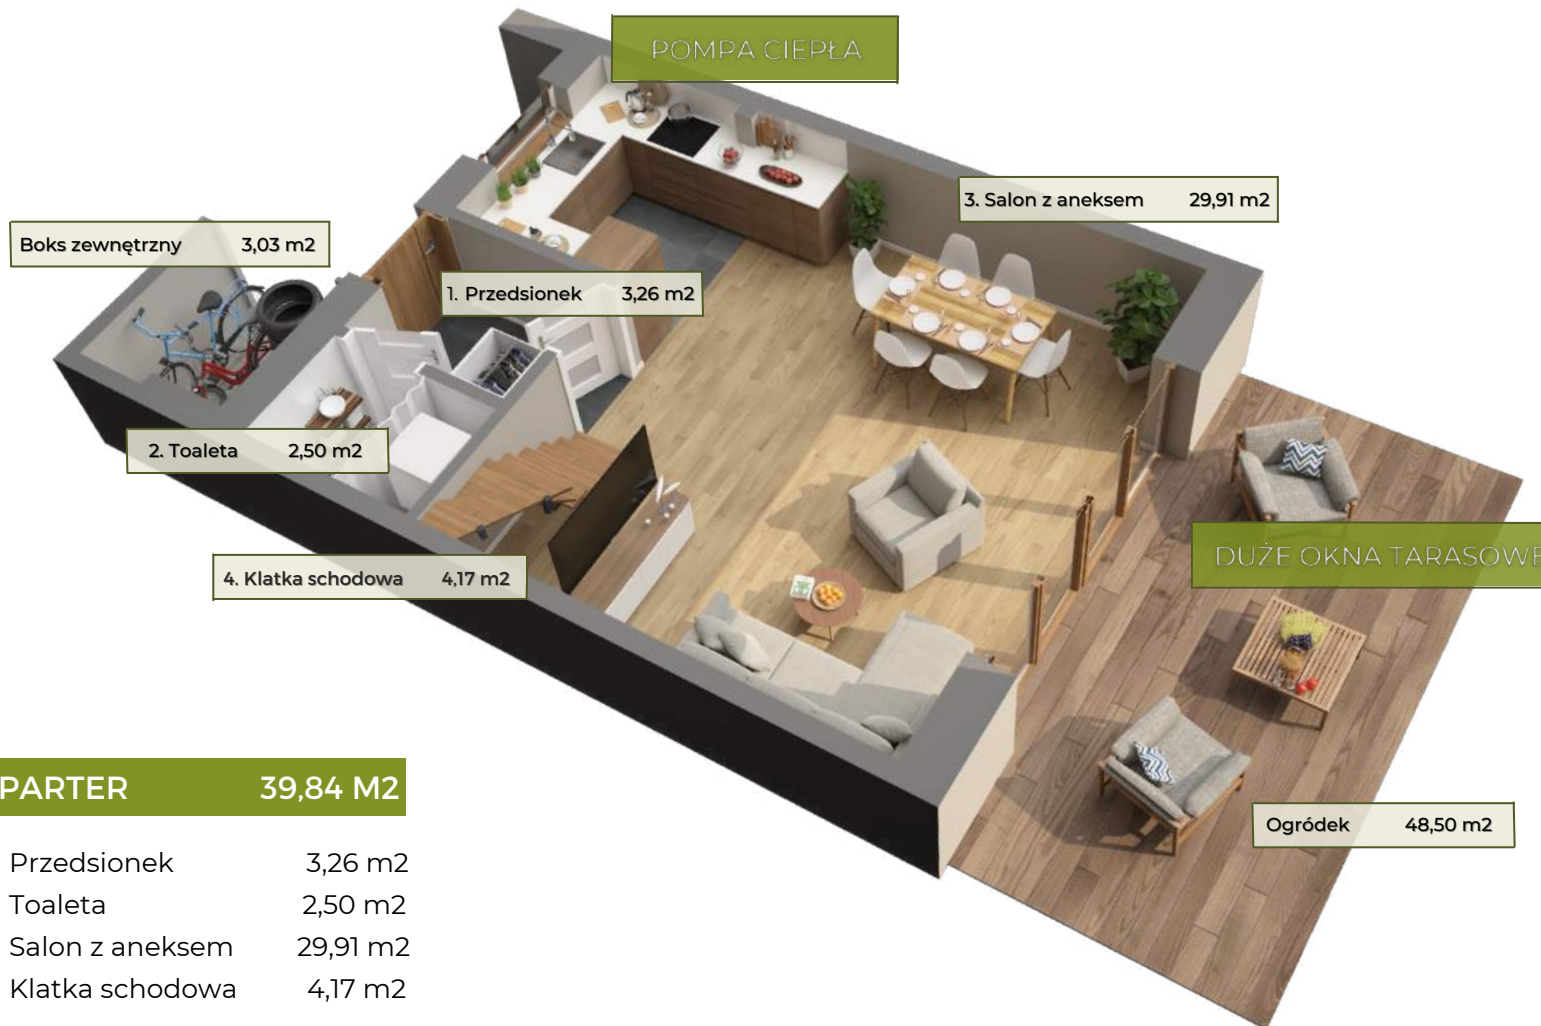 POMPA CIEPŁA
3. Salon z aneksem 29,91 m2
Boks zewnętrzny 3,03 m2
1. Przedsionek 3,26 m2
2. Toaleta 2,50 m2
4. Klatka schodowa 4,17 m2
DUŻE OKNA TARASOWE
Ogródek 48,50 m2
PARTER 39,84 M2
Przedsionek 3,26 m2
Toaleta 2,50 m2
Salon z aneksem 29,91 m2
Klatka schodowa 4,17 m2